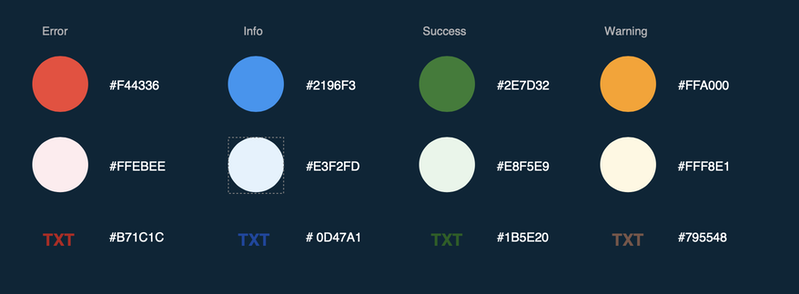 Error Info Success Warning
#F44336 #2196F3 #2E7D32 #FFA000
#FFEBEE #E3F2FD #E8F5E9 #FFF8E1
TXT #B71C1C TXT # 0D47A1 TXT #1B5E20 TXT #795548